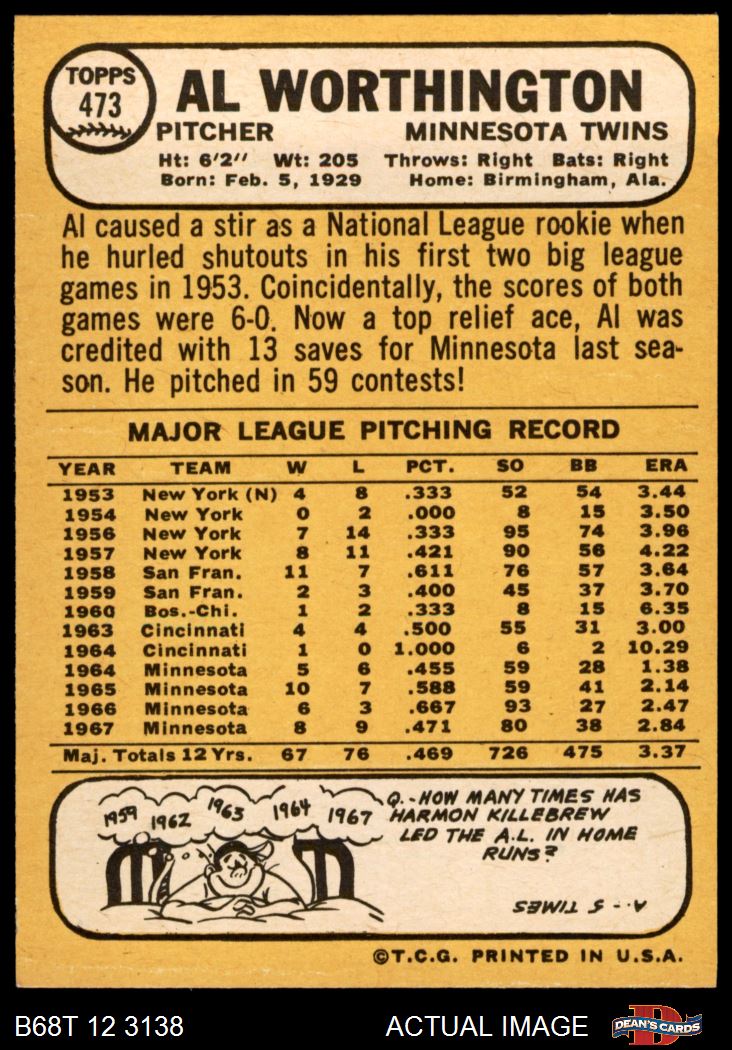 TOPPS
473
AL WORTHINGTON
PITCHER MINNESOTA TWINS
Ht: 6'2" Wt: 205 Throws: Right Bats: Right
Born: Feb. 5, 1929 Home: Birmingham, Ala.
Al caused a stir as a National League rookie when
he hurled shutouts in his first two big league
games in 1953. Coincidentally, the scores of both
games were 6-0. Now a top relief ace, Al was
credited with 13 saves for Minnesota last sea-
son. He pitched in 59 contests!
MAJOR LEAGUE PITCHING RECORD
YEAR TEAM W L PCT. SO BB ERA
1953 New York (N) 4 8 .333 52 54 3.44
1954 New York 0 2 .000 8 15 3.50
1956 New York 7 14 .333 95 74 3.96
1957 New York 8 11 .421 90 56 4.22
1958 San Fran. 11 7 .611 76 57 3.64
1959 San Fran. 2 3 .400 45 37 3.70
1960 Bos.-Chi. 1 2 .333 8 15 6.35
1963 Cincinnati 4 4 .500 55 31 3.00
1964 Cincinnati 1 0 1.000 6 2 10.29
1964 Minnesota 5 6 .455 59 28 1.38
1965 Minnesota 10 7 .588 59 41 2.14
1966 Minnesota 6 3 .667 93 27 2.47
1967 Minnesota 8 9 .471 80 38 2.84
Maj. Totals 12 Yrs. 67 76 .469 726 475 3.37
1959 1962 1963 1964 1967
Q.--HOW MANY TIMES HAS
HARMON KILLEBREW
LED THE A.L. IN HOME
RUNS?
A.-- 5 TIMES
©T.C.G. PRINTED IN U.S.A.
B68T 12 3138 ACTUAL IMAGE
D
DEAN'S CARDS